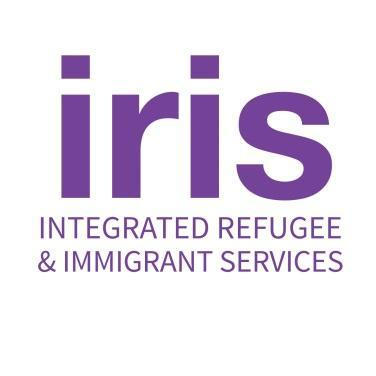 iris
INTEGRATED REFUGEE
& IMMIGRANT SERVICES